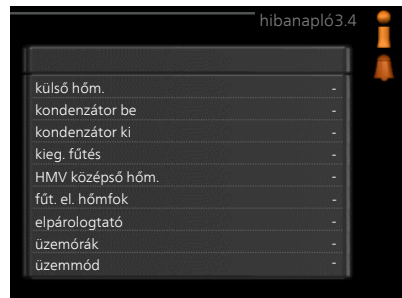 hibanapló3.4
külső hőm. -
kondenzátor be -
kondenzátor ki -
kieg. fűtés -
HMV középső hőm. -
fűt. el. hőmfok -
elpárologtató -
üzemórák -
üzemmód -